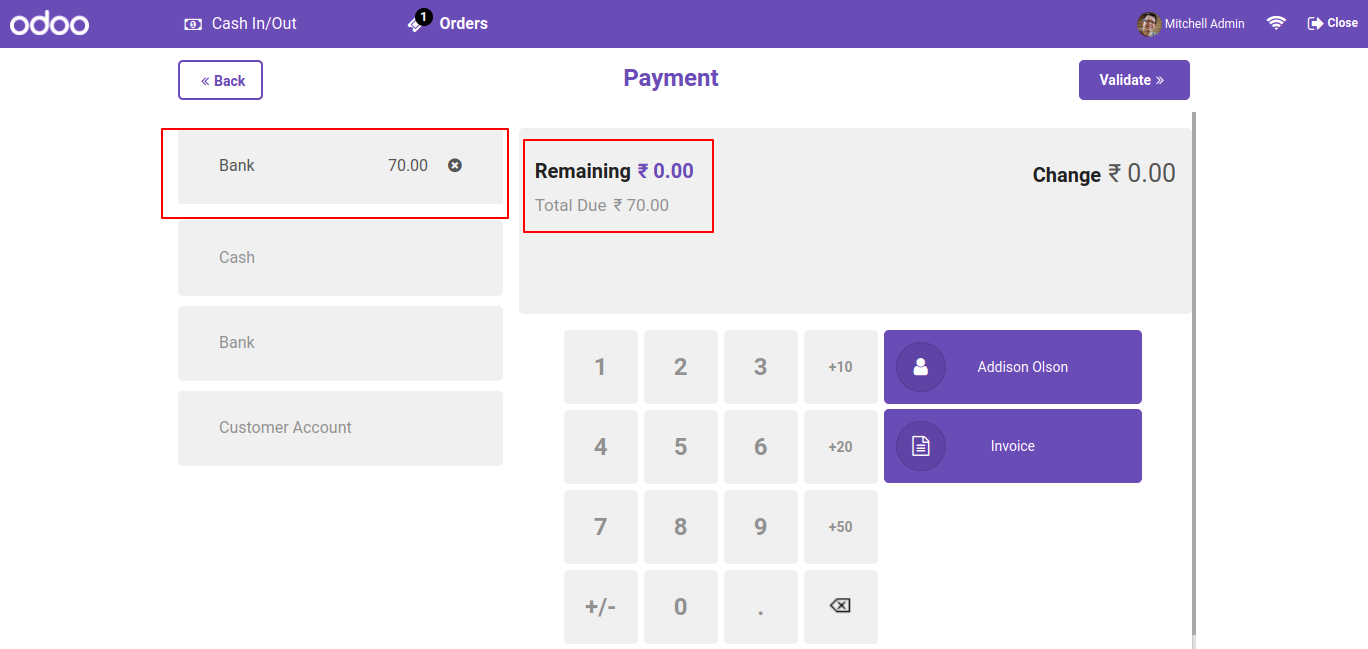 odoo
Cash In/Out
1
Orders
Mitchell Admin
Close
« Back
Payment
Validate »
Bank 70.00
Remaining ₹ 0.00
Total Due ₹ 70.00
Change ₹ 0.00
Cash
Bank
Customer Account
1 2 3 +10
Addison Olson
4 5 6 +20
Invoice
7 8 9 +50
+/- 0 .